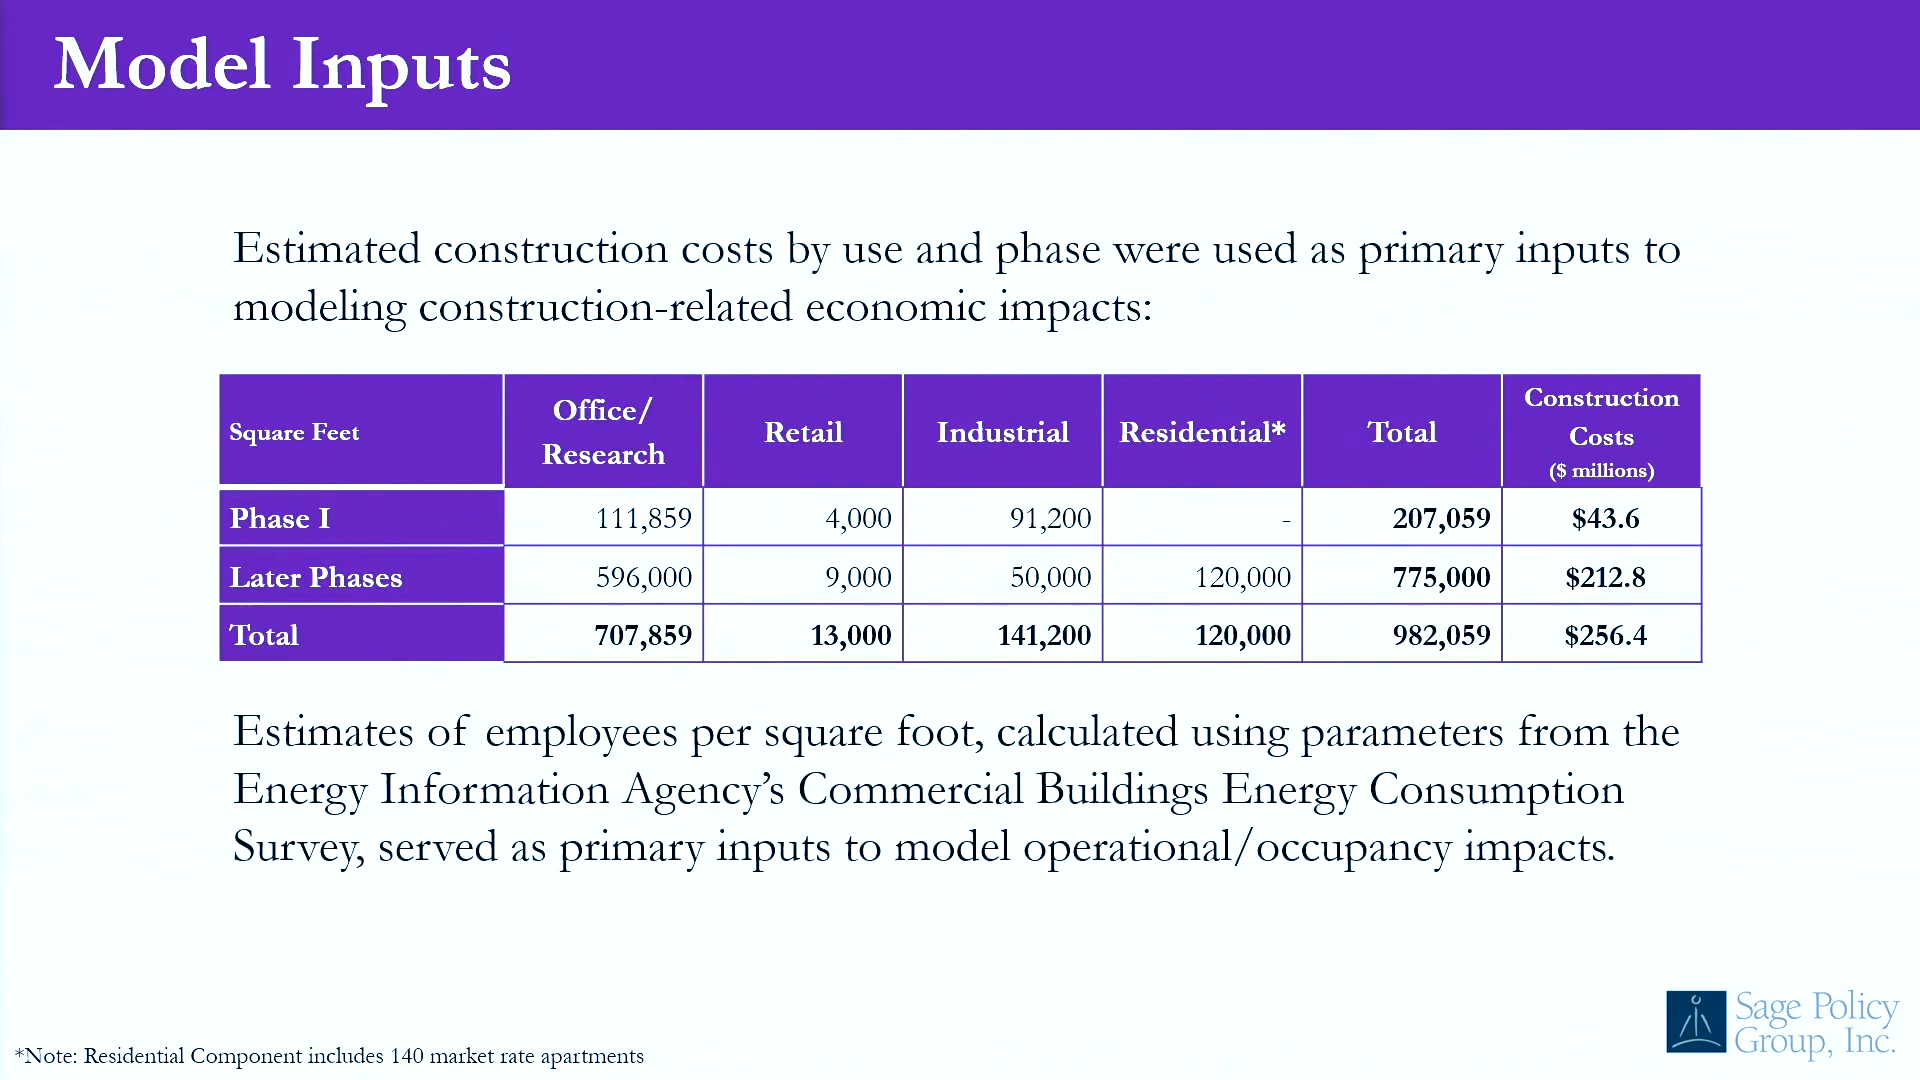 Model Inputs
Estimated construction costs by use and phase were used as primary inputs to
modeling construction-related economic impacts:
Square Feet Office/ Research Retail Industrial Residential* Total Construction Costs ($ millions)
Phase I 111,859 4,000 91,200 - 207,059 $43.6
Later Phases 596,000 9,000 50,000 120,000 775,000 $212.8
Total 707,859 13,000 141,200 120,000 982,059 $256.4
Estimates of employees per square foot, calculated using parameters from the
Energy Information Agency’s Commercial Buildings Energy Consumption
Survey, served as primary inputs to model operational/occupancy impacts.
Sage Policy
Group, Inc.
*Note: Residential Component includes 140 market rate apartments